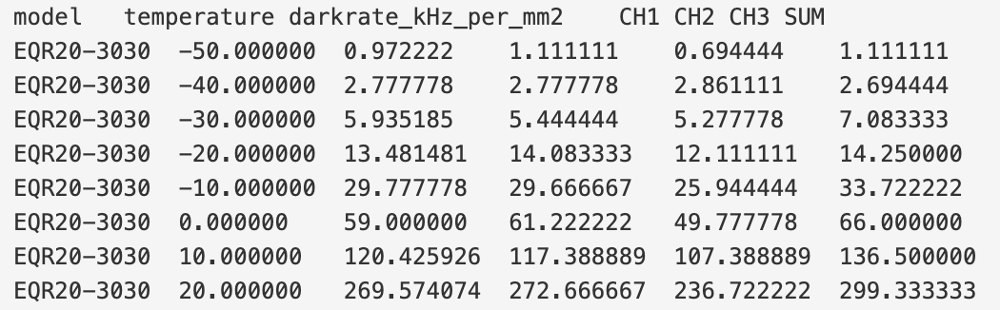 model temperature darkrate_kHz_per_mm2 CH1 CH2 CH3 SUM
EQR20-3030 -50.000000 0.972222 1.111111 0.694444 1.111111
EQR20-3030 -40.000000 2.777778 2.777778 2.861111 2.694444
EQR20-3030 -30.000000 5.935185 5.444444 5.277778 7.083333
EQR20-3030 -20.000000 13.481481 14.083333 12.111111 14.250000
EQR20-3030 -10.000000 29.777778 29.666667 25.944444 33.722222
EQR20-3030 0.000000 59.000000 61.222222 49.777778 66.000000
EQR20-3030 10.000000 120.425926 117.388889 107.388889 136.500000
EQR20-3030 20.000000 269.574074 272.666667 236.722222 299.333333